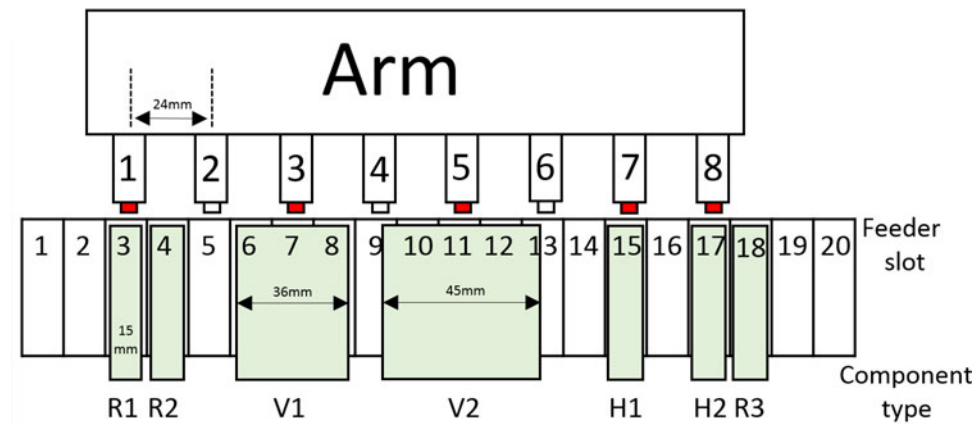 Arm
24mm
1 2 3 4 5 6 7 8
1 2 3 4 5 6 7 8 9 10 11 12 13 14 15 16 17 18 19 20
Feeder
slot
36mm
45mm
15
mm
R1 R2 V1 V2 H1 H2 R3
Component
type